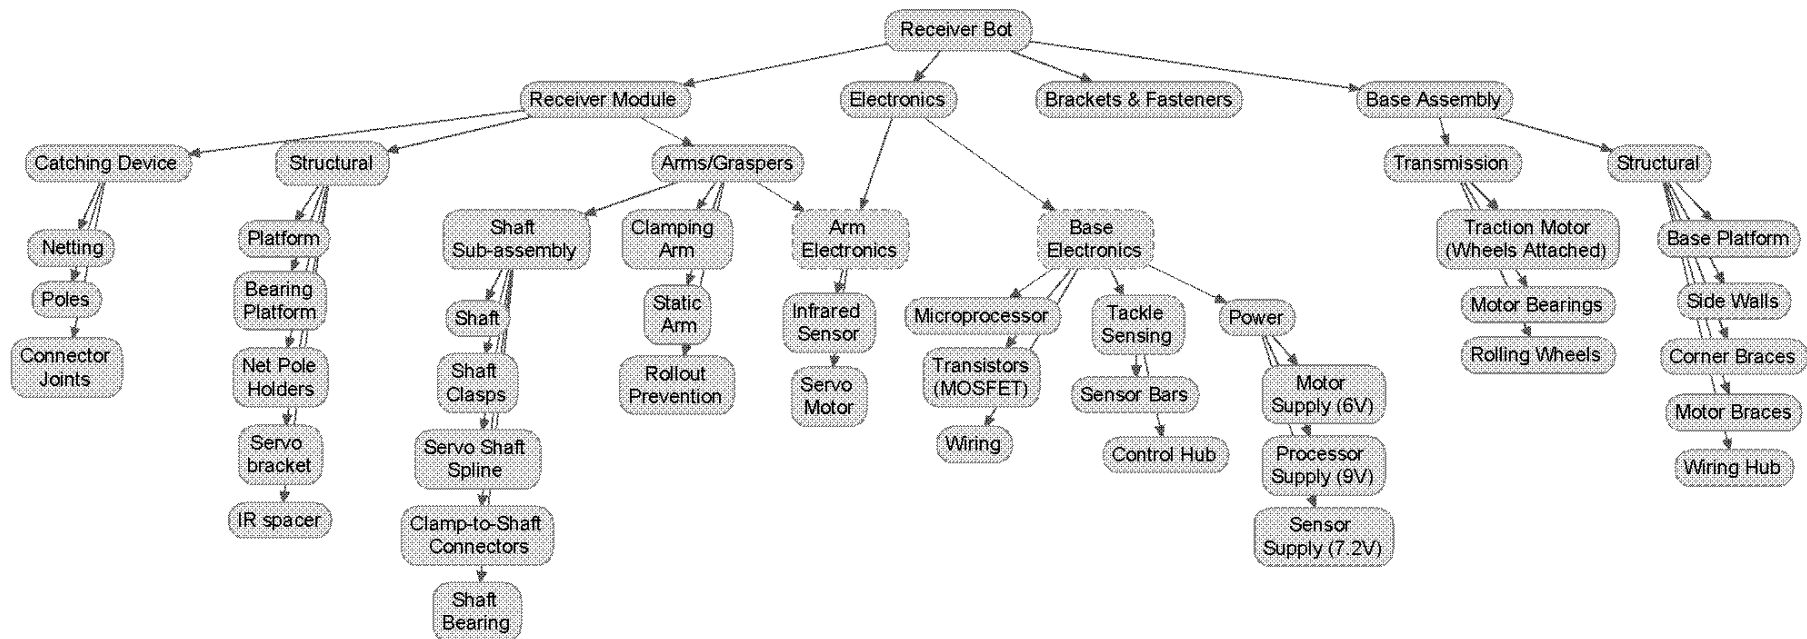 Receiver Bot
Receiver Module
Electronics
Brackets & Fasteners
Base Assembly
Catching Device
Structural
Arms/Graspers
Transmission
Structural
Netting
Poles
Connector
Joints
Platform
Bearing
Platform
Net Pole
Holders
Servo
bracket
IR spacer
Shaft
Sub-assembly
Shaft
Shaft
Clasps
Servo Shaft
Spline
Clamp-to-Shaft
Connectors
Shaft
Bearing
Clamping
Arm
Static
Arm
Rollout
Prevention
Arm
Electronics
Infrared
Sensor
Servo
Motor
Base
Electronics
Microprocessor
Transistors
(MOSFET)
Wiring
Tackle
Sensing
Sensor Bars
Control Hub
Power
Motor
Supply (6V)
Processor
Supply (9V)
Sensor
Supply (7.2V)
Traction Motor
(Wheels Attached)
Motor Bearings
Rolling Wheels
Base Platform
Side Walls
Corner Braces
Motor Braces
Wiring Hub